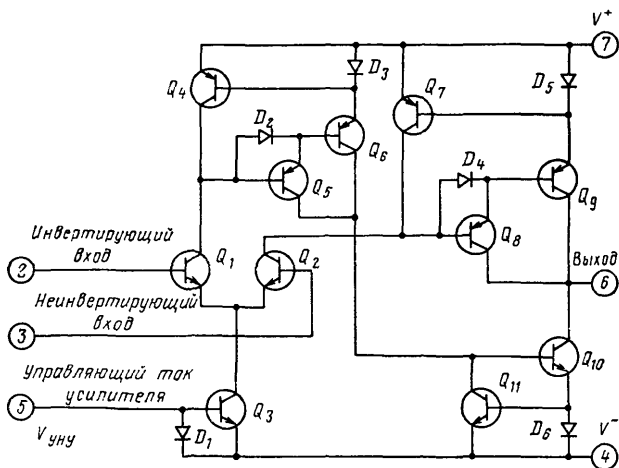 V⁺
7
D₃
D₅
Q₄
Q₇
D₂
Q₆
D₄
Q₅
Q₉
Q₈
Инвертирующий
вход
Q₁
Q₂
Выход
2
6
Неинвертирующий
вход
3
Управляющий ток
усилителя
Q₁₀
Q₁₁
5
Q₃
V уну
D₁
D₆
V⁻
4